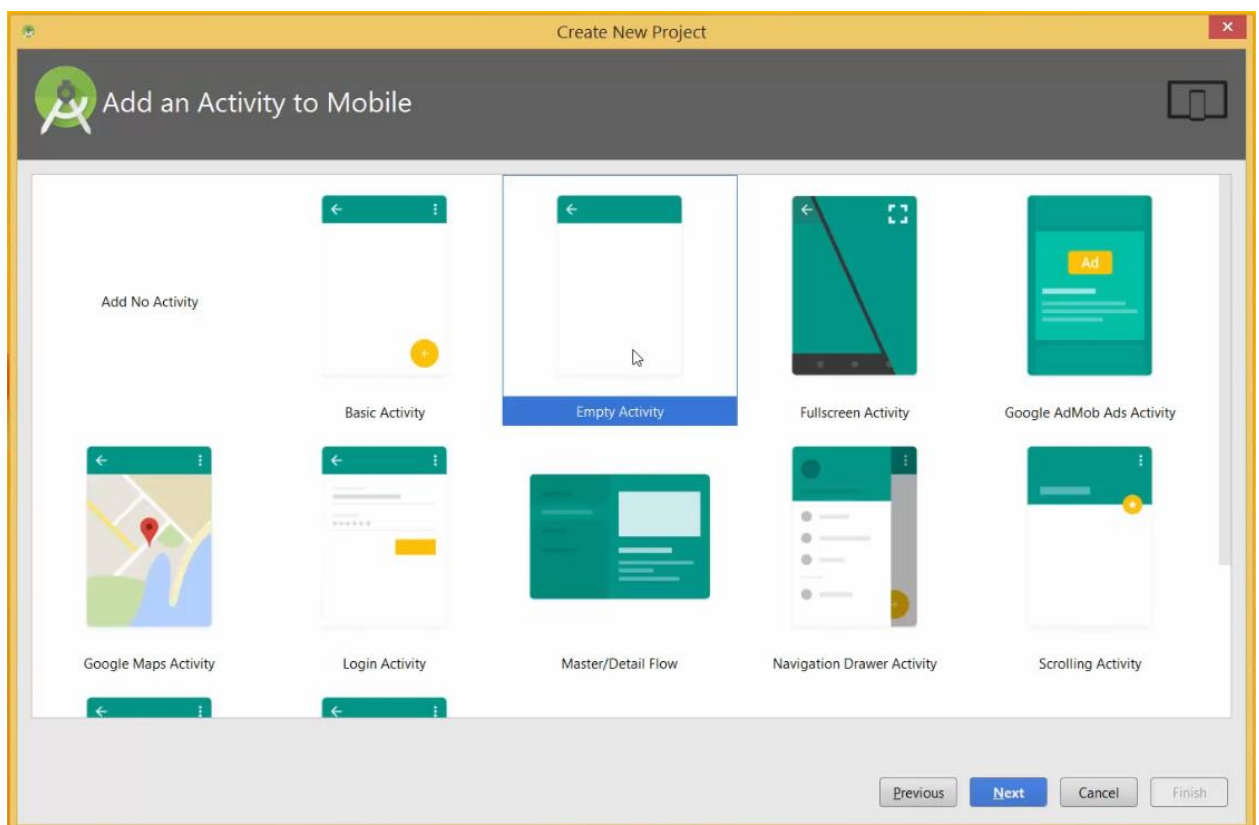 Create New Project
Add an Activity to Mobile
Ad
Add No Activity
Basic Activity
Empty Activity
Fullscreen Activity
Google AdMob Ads Activity
Google Maps Activity
Login Activity
Master/Detail Flow
Navigation Drawer Activity
Scrolling Activity
Previous
Next
Cancel
Finish